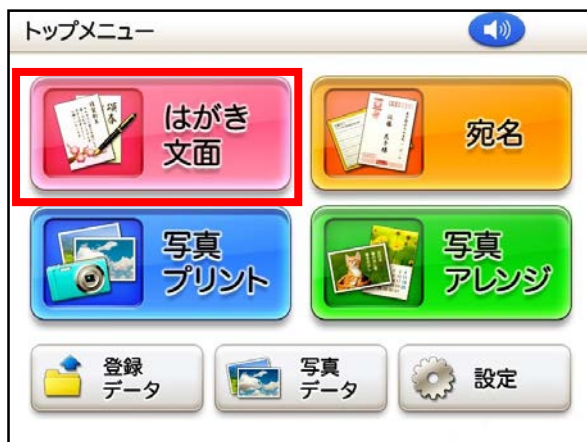 トップメニュー
はがき
文面
宛名
写真
プリント
写真
アレンジ
登録
データ
写真
データ
設定